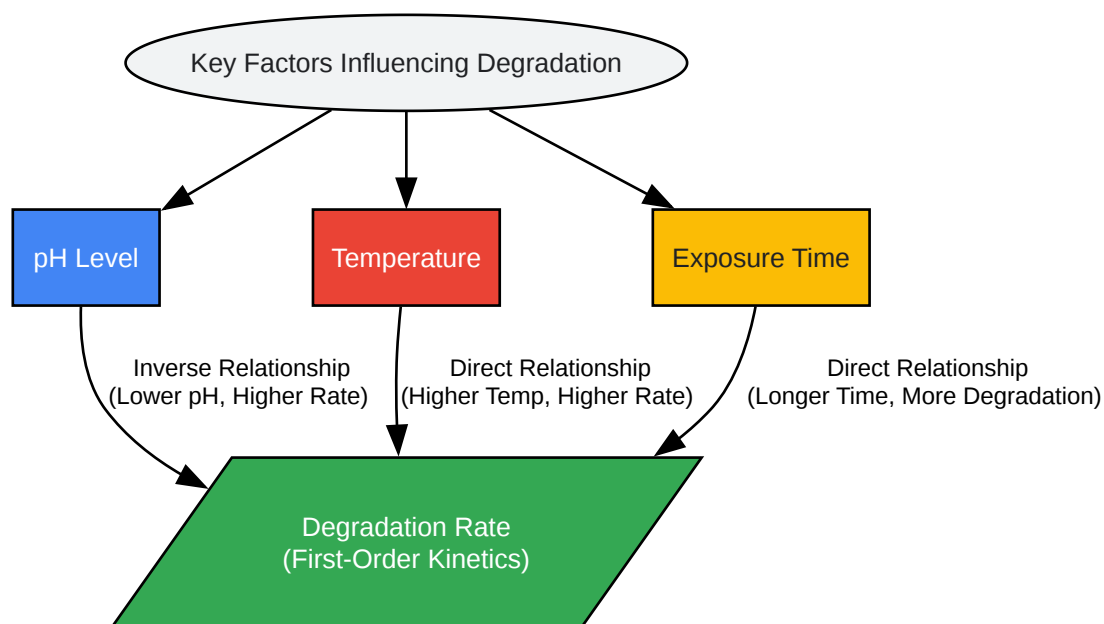 Key Factors Influencing Degradation
pH Level
Temperature
Exposure Time
Inverse Relationship
(Lower pH, Higher Rate)
Direct Relationship
(Higher Temp, Higher Rate)
Direct Relationship
(Longer Time, More Degradation)
Degradation Rate
(First-Order Kinetics)